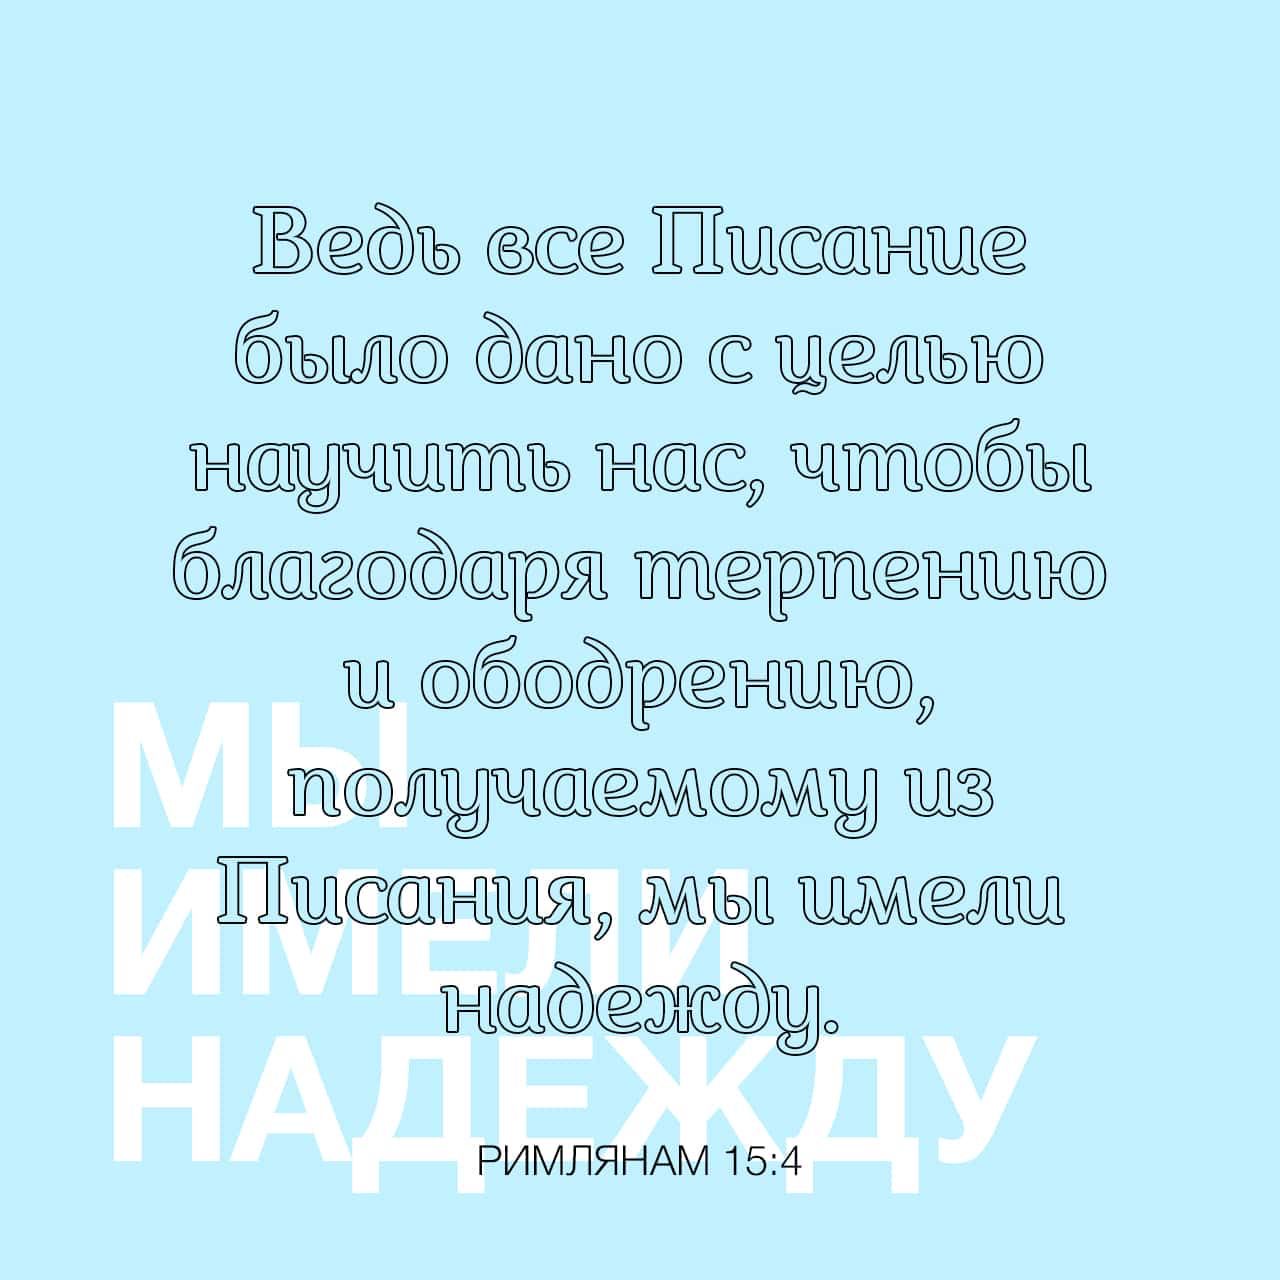 Ведь все Писание
было дано с целью
научить нас, чтобы
благодаря терпению
и ободрению,
получаемому из
Писания, мы имели
надежду.
МЫ
ИМЕЛИ
НАДЕЖДУ
РИМЛЯНАМ 15:4